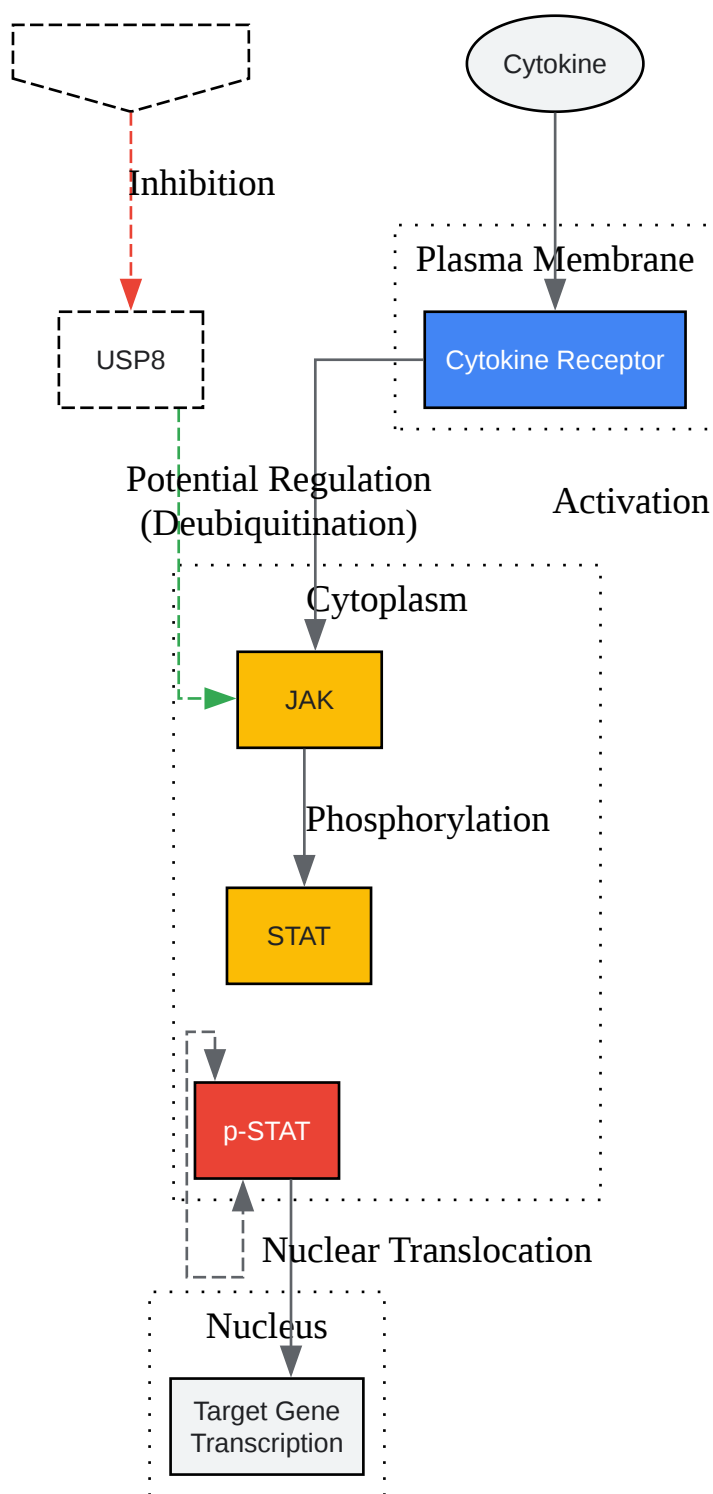 Cytokine
Inhibition
Plasma Membrane
USP8
Cytokine Receptor
Potential Regulation
(Deubiquitination)
Activation
Cytoplasm
JAK
Phosphorylation
STAT
p-STAT
Nuclear Translocation
Nucleus
Target Gene
Transcription